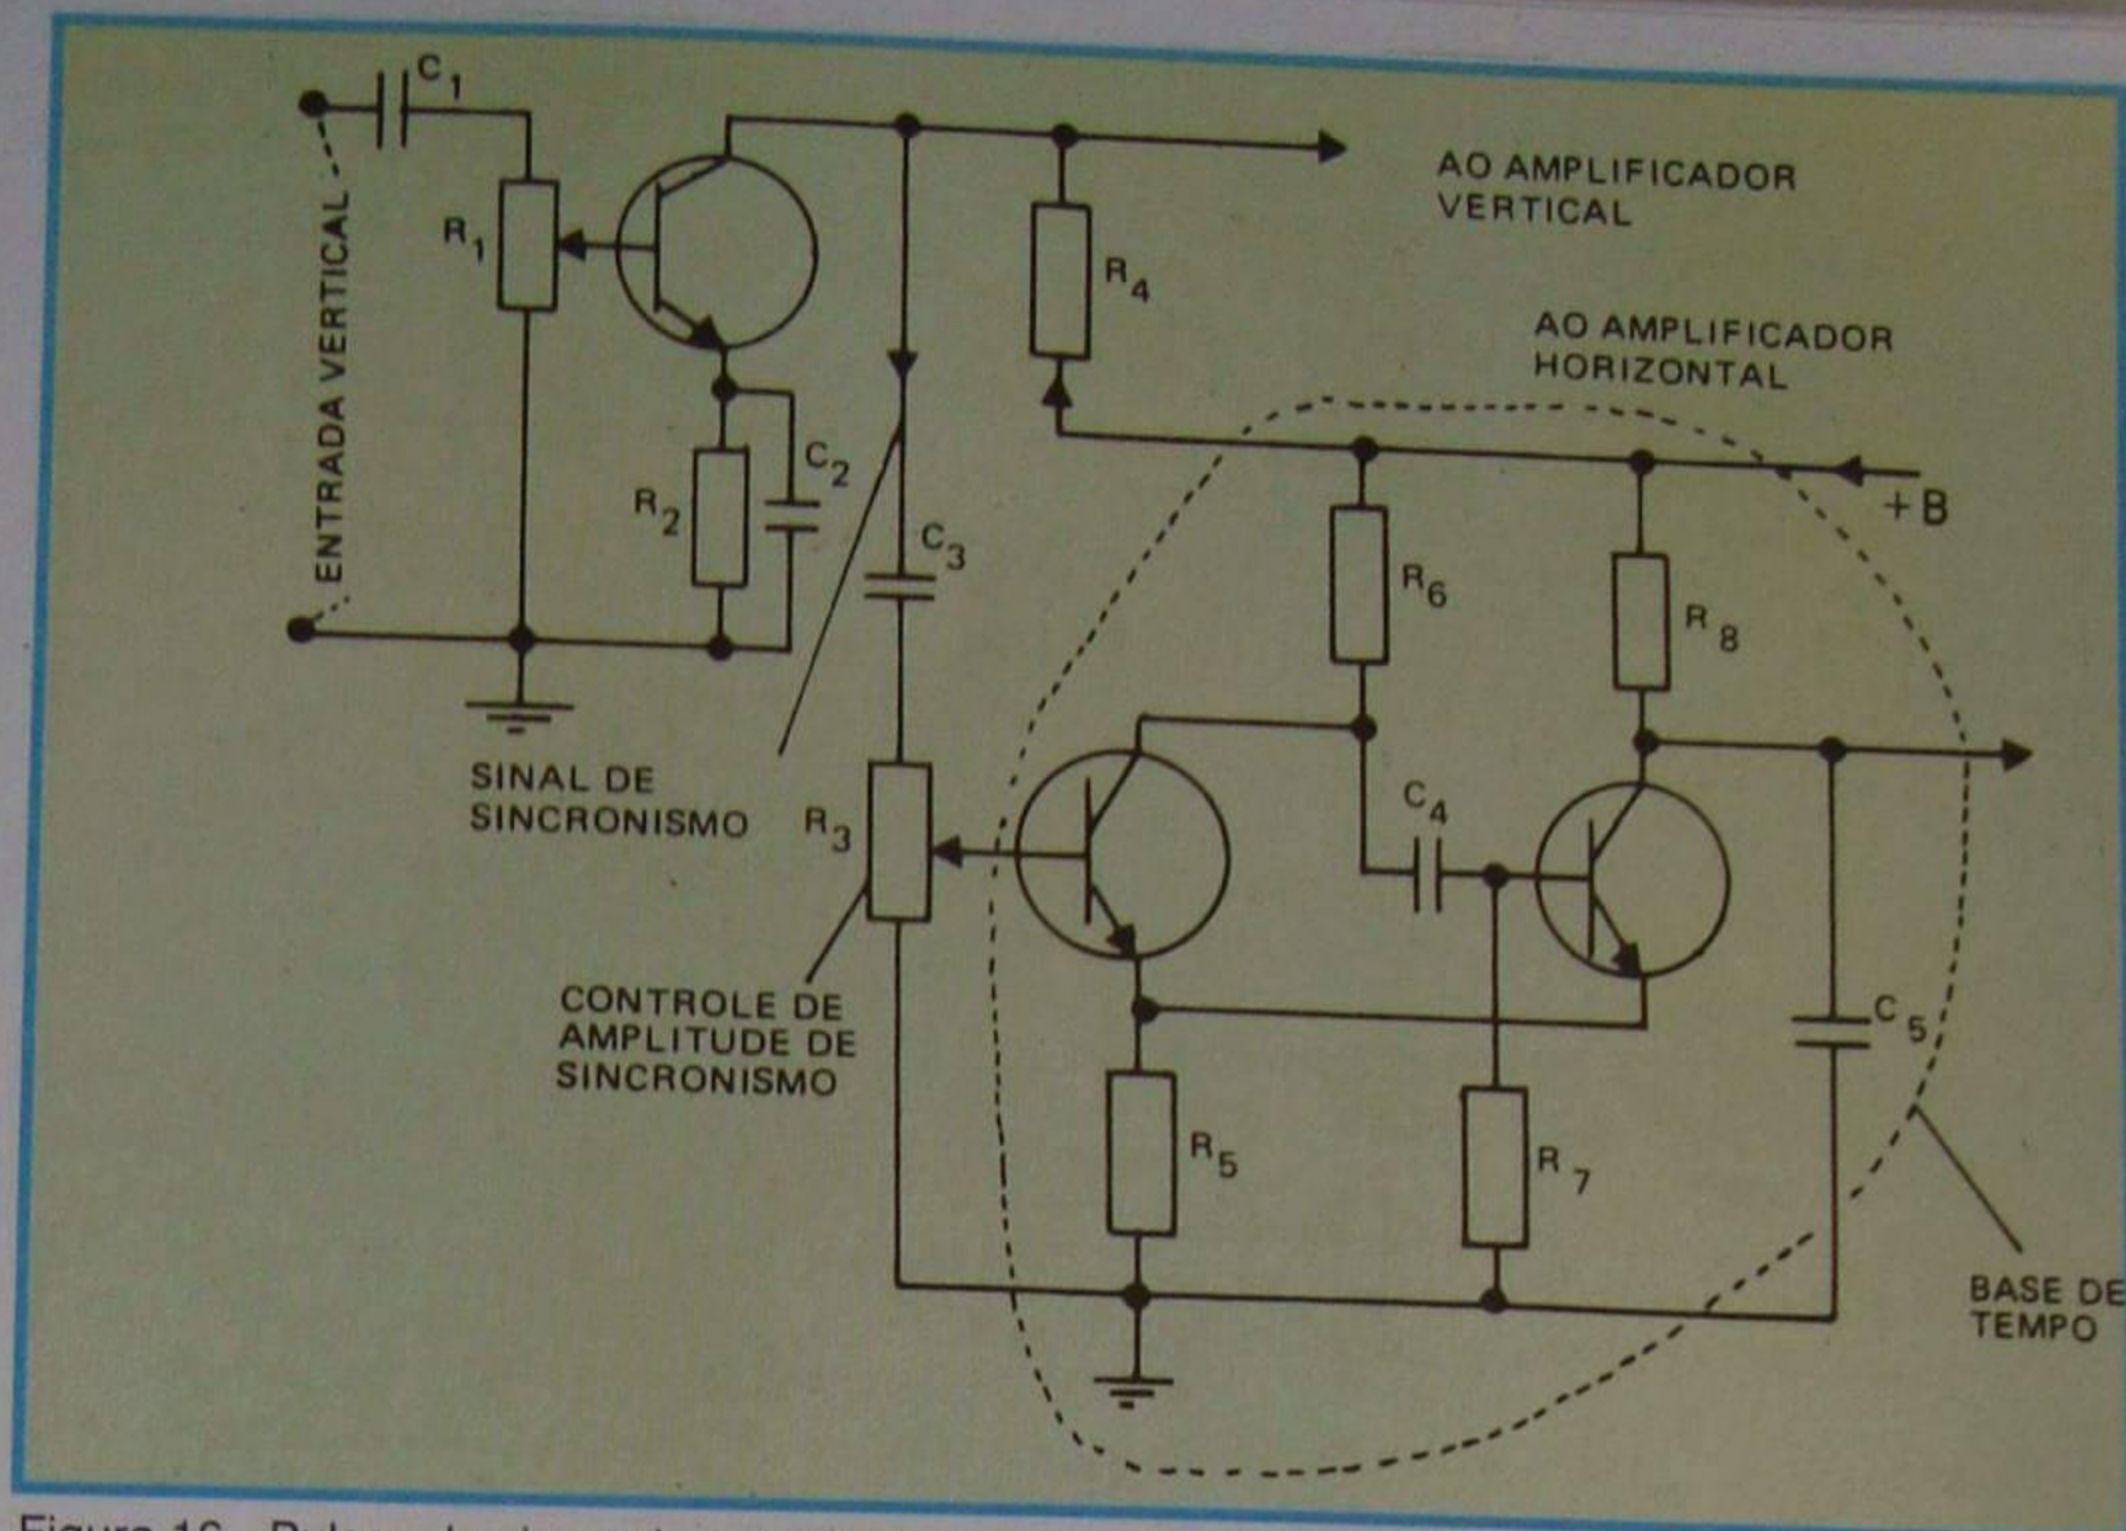 C1
R1
ENTRADA VERTICAL
AO AMPLIFICADOR
VERTICAL
R4
AO AMPLIFICADOR
HORIZONTAL
+B
R2
C2
C3
R6
R8
SINAL DE
SINCRONISMO
R3
C4
CONTROLE DE
AMPLITUDE DE
SINCRONISMO
R5
R7
C5
BASE DE
TEMPO